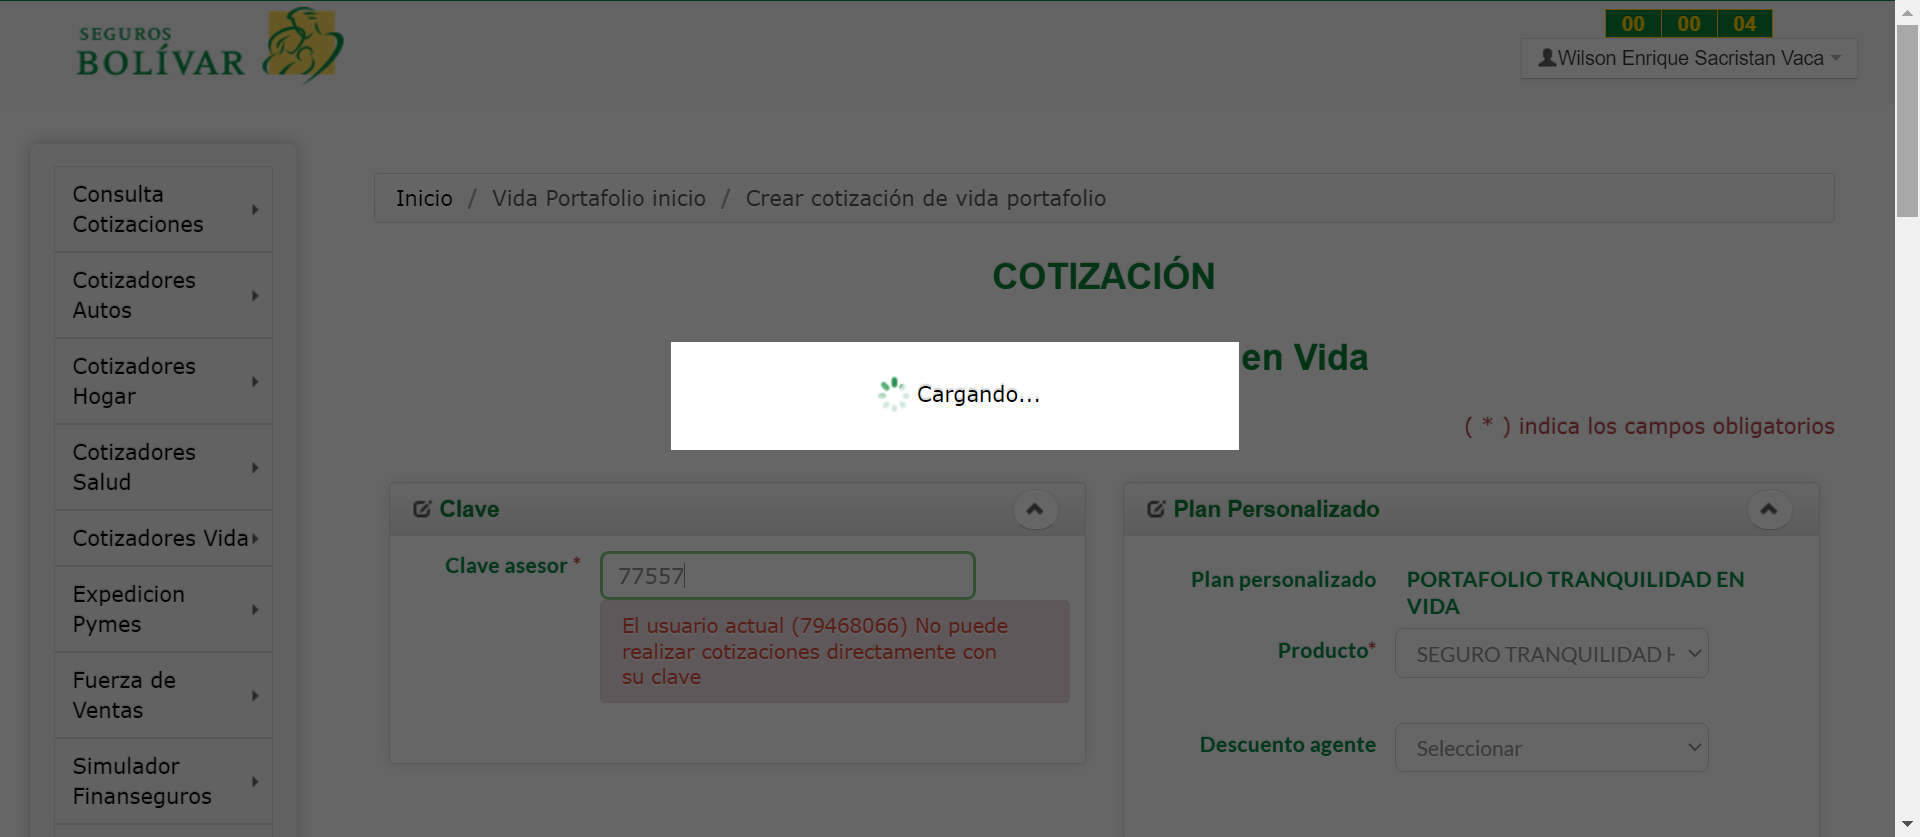 SEGUROS
BOLÍVAR
00 00 04
Wilson Enrique Sacristan Vaca
Consulta
Cotizaciones
Cotizadores
Autos
Cotizadores
Hogar
Cotizadores
Salud
Cotizadores Vida
Expedicion
Pymes
Fuerza de
Ventas
Simulador
Finanseguros
Inicio / Vida Portafolio inicio / Crear cotización de vida portafolio
COTIZACIÓN
en Vida
Cargando...
( * ) indica los campos obligatorios
Clave
Clave asesor * 77557
El usuario actual (79468066) No puede
realizar cotizaciones directamente con
su clave
Plan Personalizado
Plan personalizado PORTAFOLIO TRANQUILIDAD EN
VIDA
Producto* SEGURO TRANQUILIDAD
Descuento agente Seleccionar